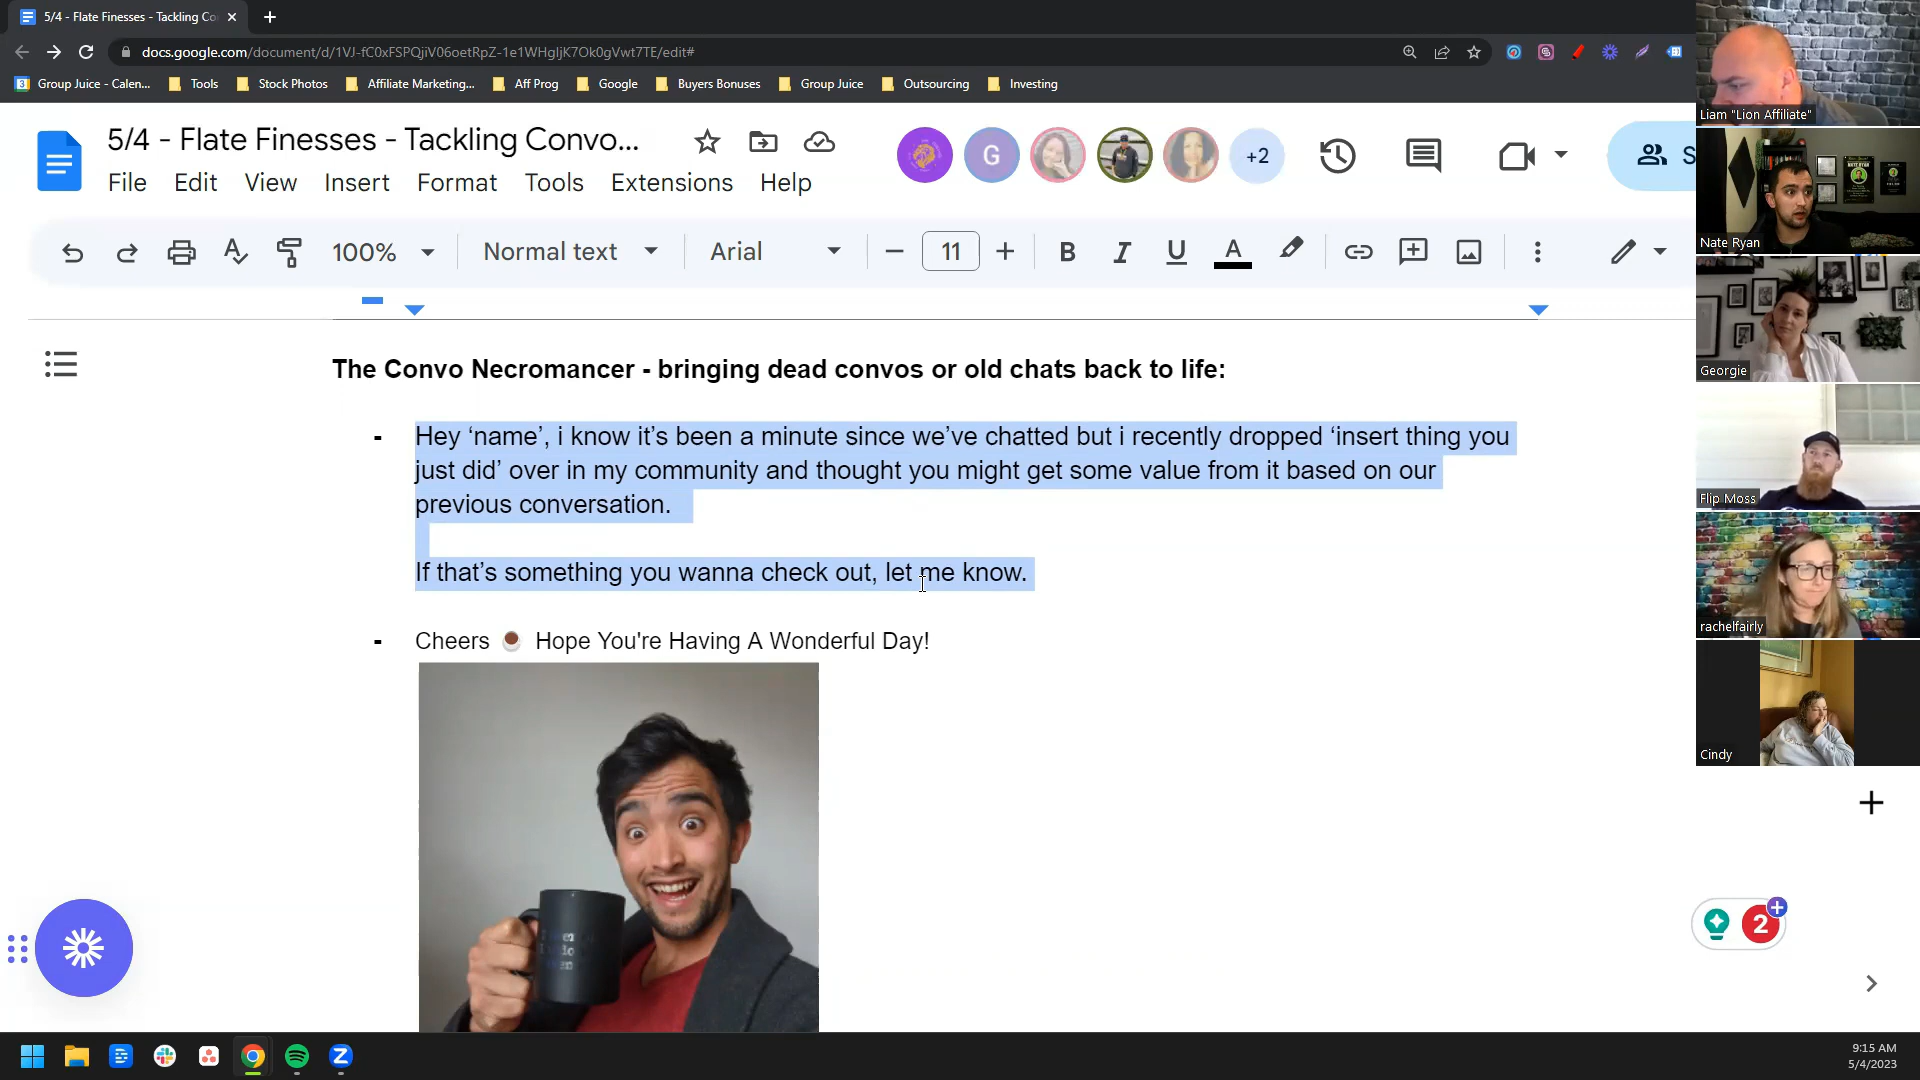 5/4 - Flate Finesses - Tackling Co
docs.google.com/document/d/1VJ-fC0xFSPQjiV06oetRpZ-1e1WHgIjK7Ok0gVwt7TE/edit#
Group Juice - Calen...
Tools
Stock Photos
Affiliate Marketing...
Aff Prog
Google
Buyers Bonuses
Group Juice
Outsourcing
Investing
5/4 - Flate Finesses - Tackling Convo...
G
+2
S
File Edit View Insert Format Tools Extensions Help
100% Normal text Arial 11 B I U A
The Convo Necromancer - bringing dead convos or old chats back to life:
- Hey ‘name’, i know it’s been a minute since we’ve chatted but i recently dropped ‘insert thing you
just did’ over in my community and thought you might get some value from it based on our
previous conversation.
If that’s something you wanna check out, let me know.
- Cheers ☕ Hope You're Having A Wonderful Day!
Liam "Lion Affiliate"
Nate Ryan
Georgie
Flip Moss
rachelfairly
Cindy
2
9:15 AM
5/4/2023